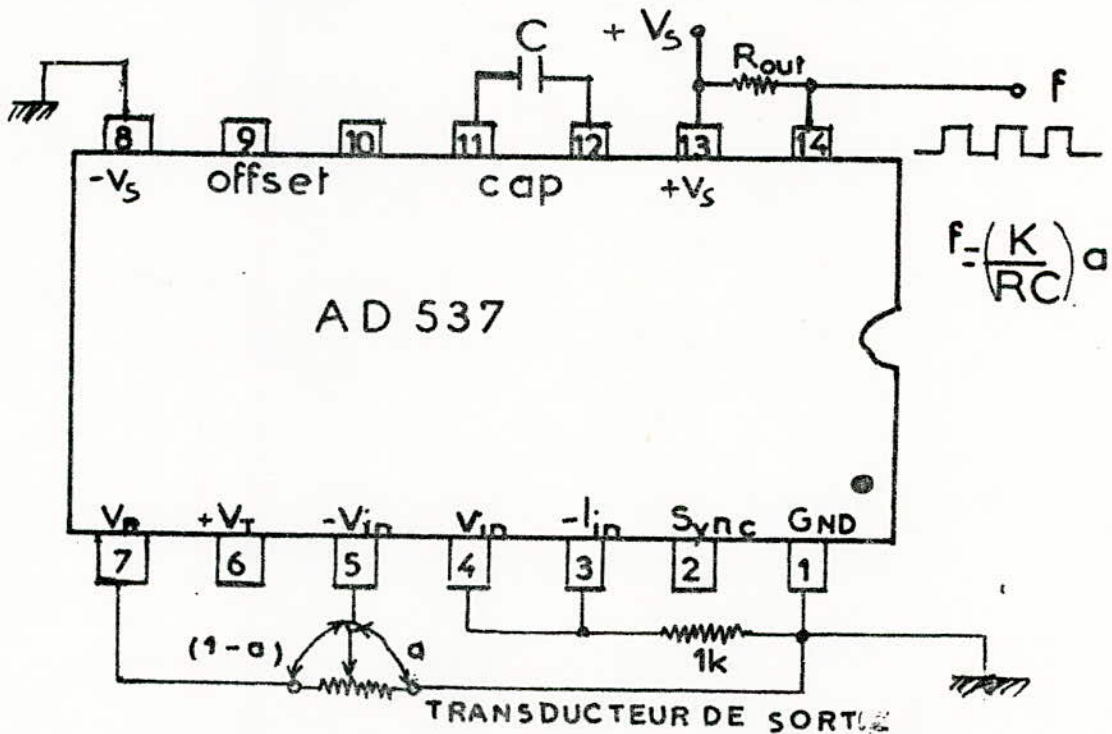 C + Vs Rout f
8 9 10 11 12 13 14
-Vs offset cap +Vs
f = (K/RC) a
AD 537
VR +VT -Vin Vin -Iin Sync GND
7 6 5 4 3 2 1
(1-a) a 1k
TRANSDUCTEUR DE SORTIE